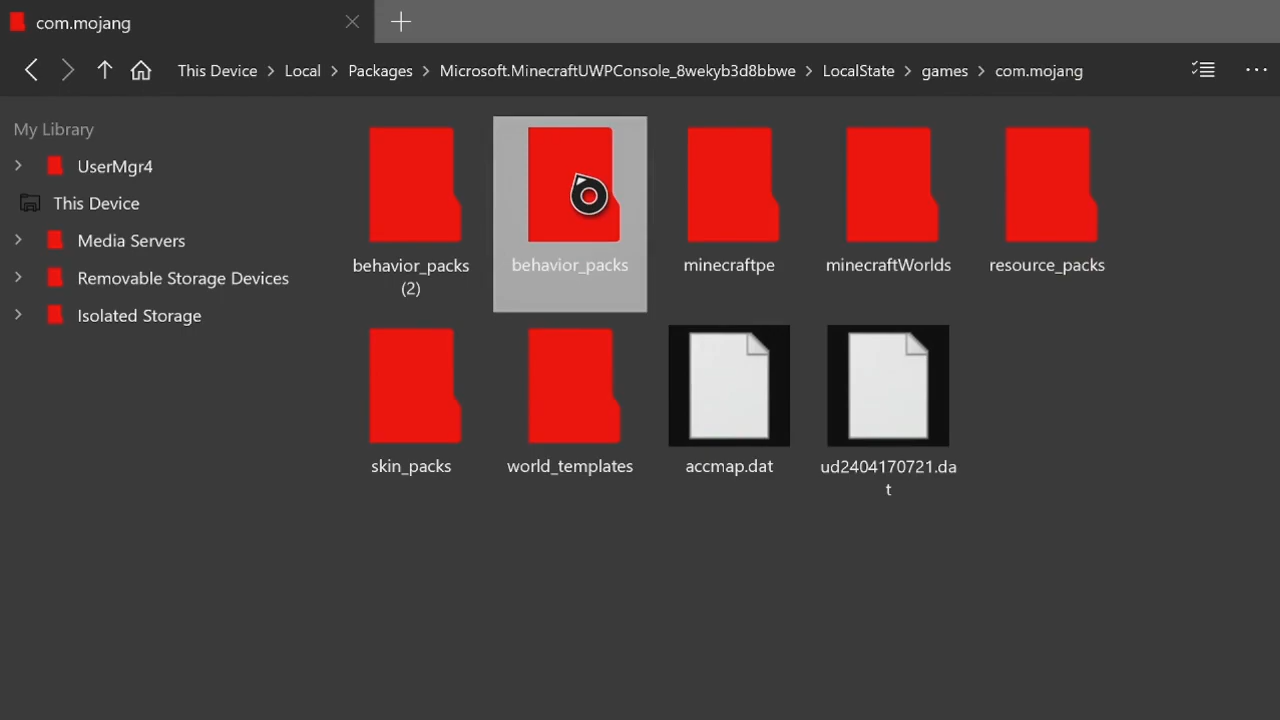 com.mojang
This Device > Local > Packages > Microsoft.MinecraftUWPConsole_8wekyb3d8bbwe > LocalState > games > com.mojang
My Library
UserMgr4
This Device
Media Servers
Removable Storage Devices
Isolated Storage
behavior_packs
(2)
behavior_packs
minecraftpe
minecraftWorlds
resource_packs
skin_packs
world_templates
accmap.dat
ud2404170721.da
t